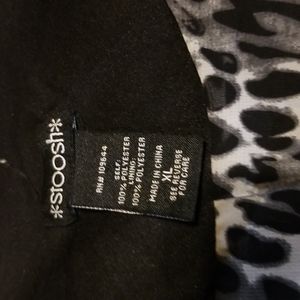 *stoosh*
RN# 109644
SELF:
100% POLYESTER
LINING:
100% POLYESTER
MADE IN CHINA
XL
SEE REVERSE
FOR CARE